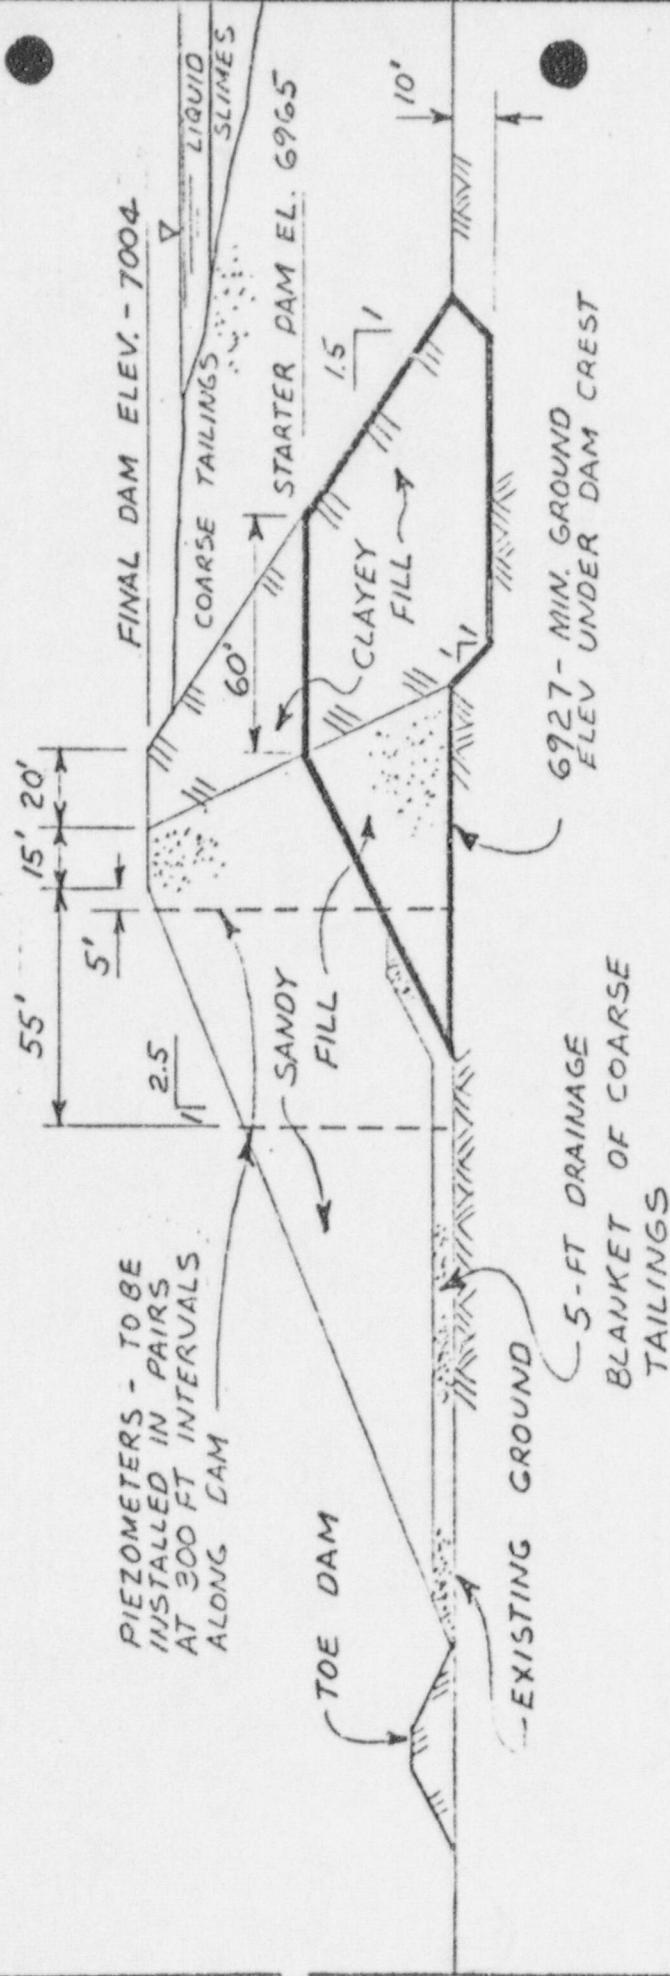 FINAL DAM ELEV. - 7004
LIQUID
SLIMES
COARSE TAILINGS
STARTER DAM EL. 6965
10'
1.5
1
60'
CLAYEY
FILL
1
1
20'
15'
5'
55'
2.5
1
SANDY
FILL
6927 - MIN. GROUND
ELEV UNDER DAM CREST
PIEZOMETERS - TO BE
INSTALLED IN PAIRS
AT 300 FT INTERVALS
ALONG DAM
TOE DAM
EXISTING GROUND
5-FT DRAINAGE
BLANKET OF COARSE
TAILINGS